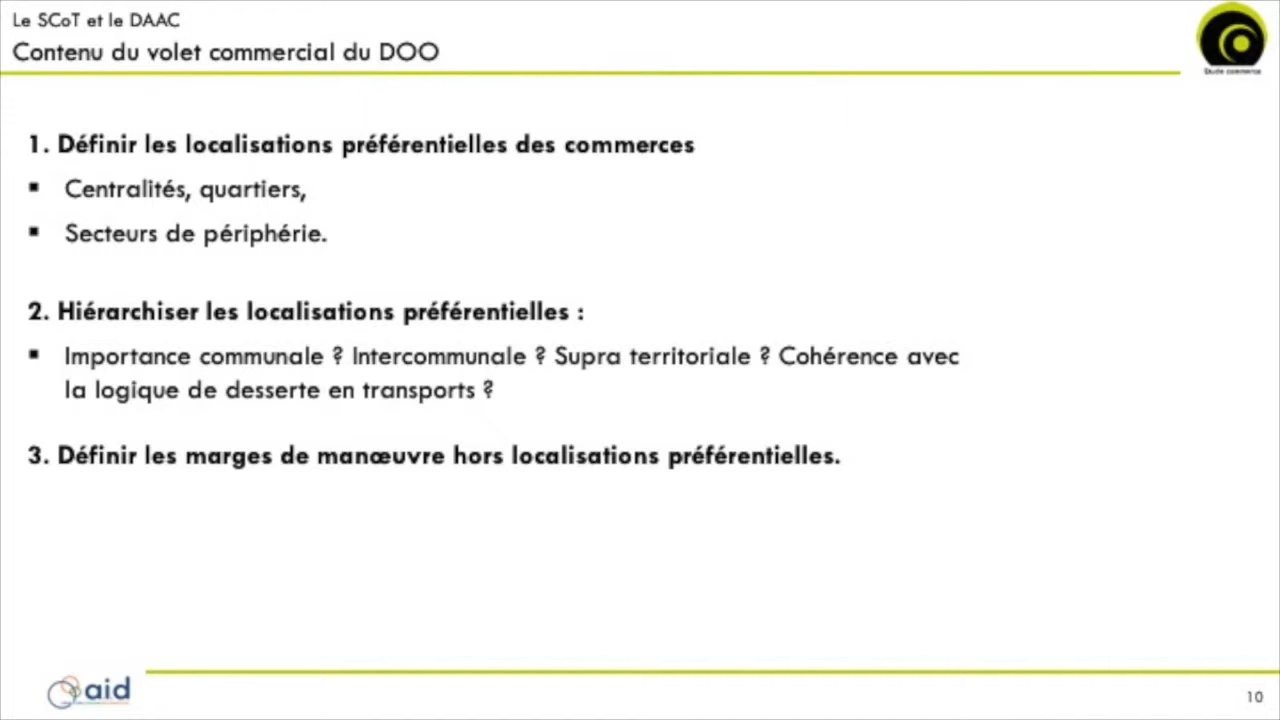 Le SCoT et le DAAC
Contenu du volet commercial du DOO
Etude commerce
1. Définir les localisations préférentielles des commerces
▪ Centralités, quartiers,
▪ Secteurs de périphérie.
2. Hiérarchiser les localisations préférentielles :
▪ Importance communale ? Intercommunale ? Supra territoriale ? Cohérence avec
la logique de desserte en transports ?
3. Définir les marges de manœuvre hors localisations préférentielles.
aid
10